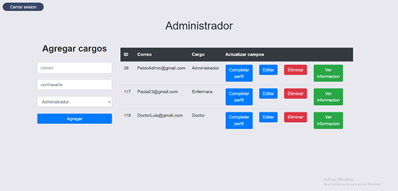 Cerrar sesion
Administrador
Agregar cargos
correo
contraseña
Administrador
Agregar
ID Correo Cargo Actualizar campos
36 PabloAdmin@gmail.com Administrador Completar perfil Editar Eliminar Ver informacion
117 Paula23@gmail.com Enfermera Completar perfil Editar Eliminar Ver informacion
118 DoctorLuis@gmail.com Doctor Completar perfil Editar Eliminar Ver informacion
Activar Windows